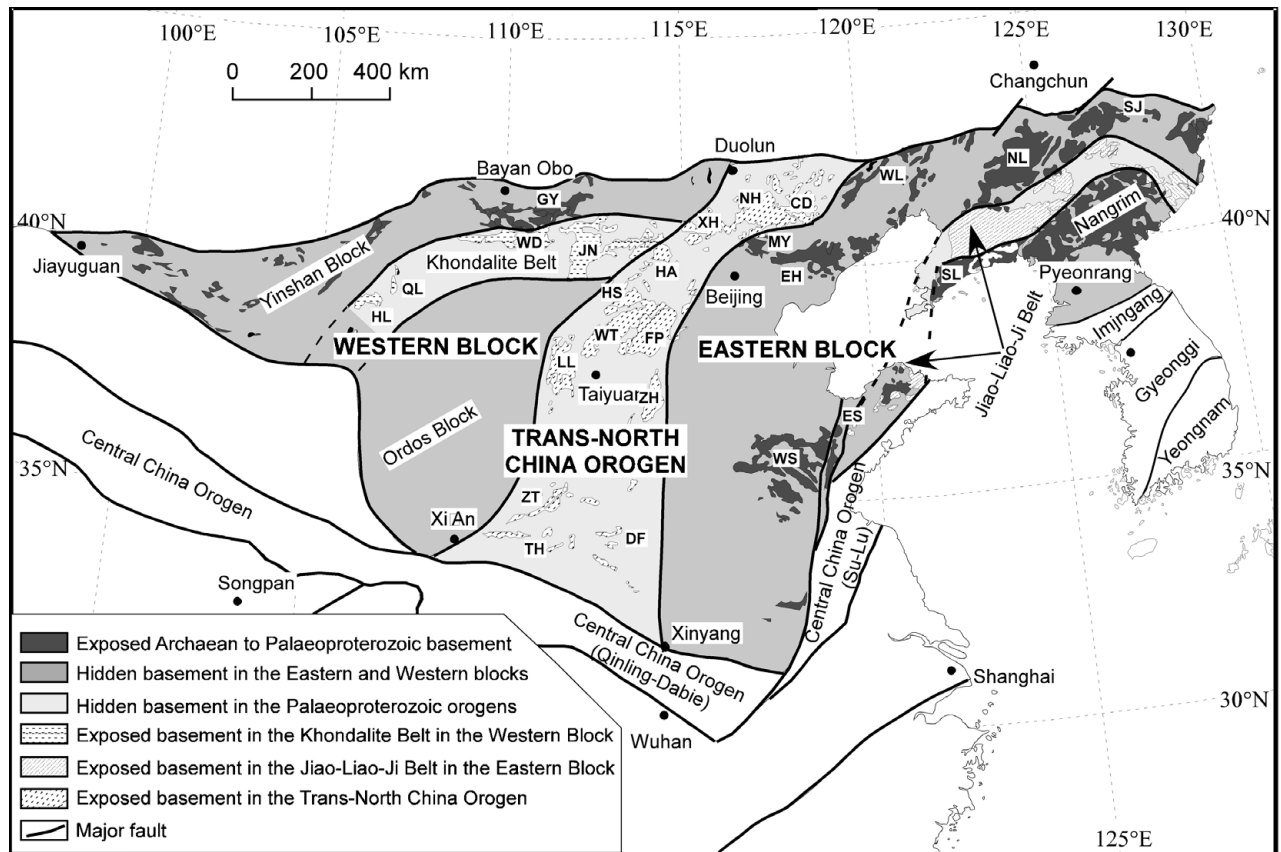 100°E
105°E
110°E
115°E
120°E
125°E
130°E
0 200 400 km
Changchun
SJ
Duolun
NL
Bayan Obo
WL
GY
NH
CD
40°N
Nangrim
40°N
XH
WD
JN
MY
Jiayuguan
Khondalite Belt
HA
EH
SL
Pyeonrang
Yinshan Block
QL
HS
Beijing
HL
Imjngang
WT
FP
WESTERN BLOCK
EASTERN BLOCK
Jiao-Liao-Ji Belt
Gyeonggi
LL
Taiyuan
ZH
ES
Yeongnam
Ordos Block
TRANS-NORTH
CHINA OROGEN
WS
Central China Orogen
35°N
35°N
ZT
Xi An
TH
DF
Central China Orogen
(Su-Lu)
Songpan
Xinyang
Central China Orogen
(Qinling-Dabie)
Shanghai
30°N
Wuhan
125°E
Exposed Archaean to Palaeoproterozoic basement
Hidden basement in the Eastern and Western blocks
Hidden basement in the Palaeoproterozoic orogens
Exposed basement in the Khondalite Belt in the Western Block
Exposed basement in the Jiao-Liao-Ji Belt in the Eastern Block
Exposed basement in the Trans-North China Orogen
Major fault